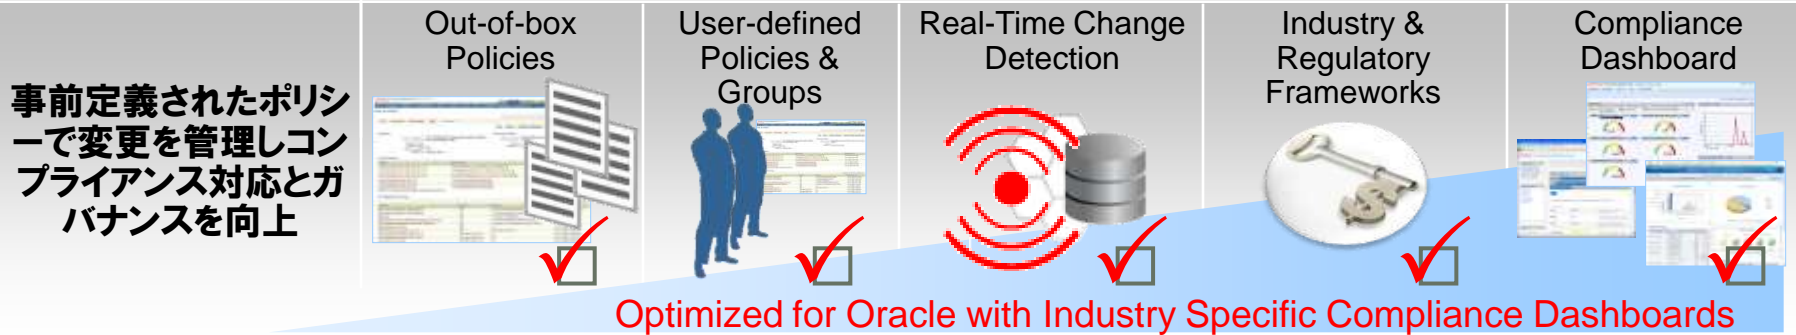 事前定義されたポリシ
ーで変更を管理しコン
プライアンス対応とガ
バナンスを向上
Out-of-box
Policies
User-defined
Policies &
Groups
Real-Time Change
Detection
Industry &
Regulatory
Frameworks
Compliance
Dashboard
Optimized for Oracle with Industry Specific Compliance Dashboards